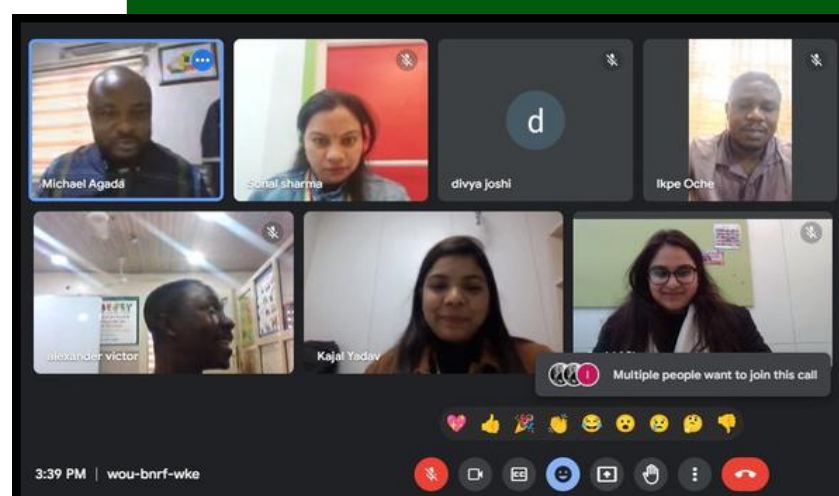 Michael Agada
Sonal sharma
d
divya joshi
Ikpe Oche
alexander victor
Kajal Yadav
I
Multiple people want to join this call
3:39 PM | wou-bnrf-wke
CC